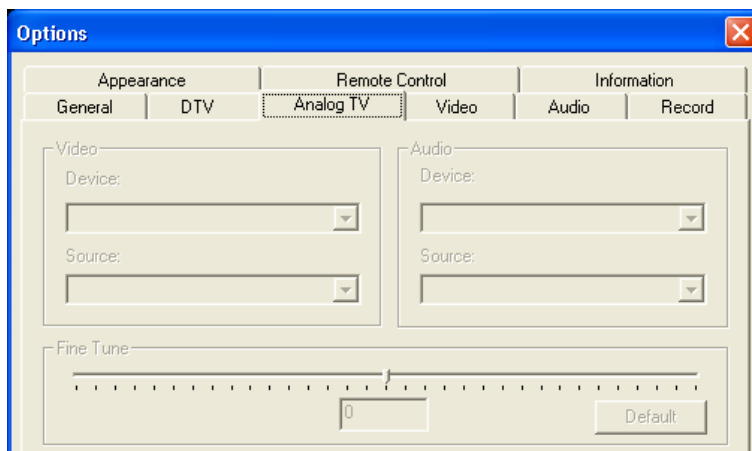 Options
Appearance Remote Control Information
General DTV Analog TV Video Audio Record
Video Audio
Device: Device:
Source: Source:
Fine Tune
0 Default